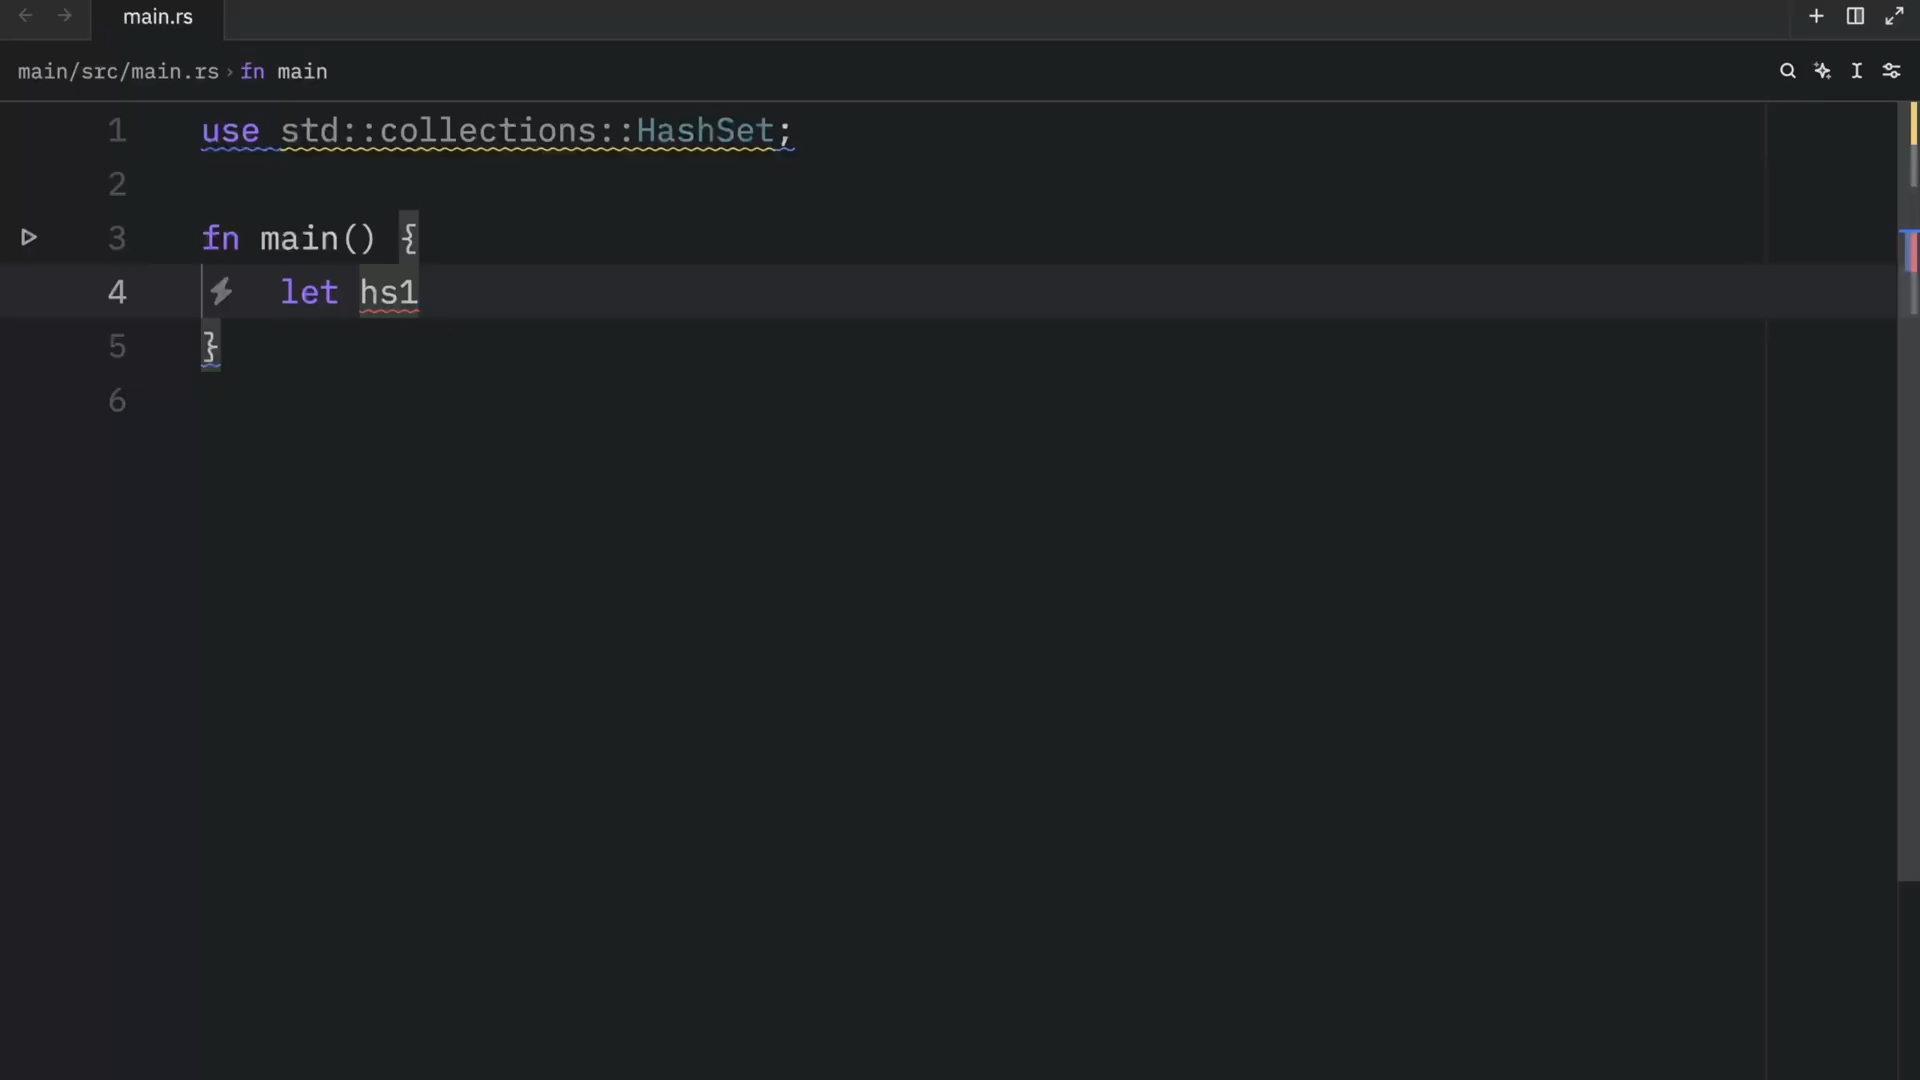 main.rs
main/src/main.rs › fn main
1 use std::collections::HashSet;
2
3 fn main() {
4 let hs1
5 }
6